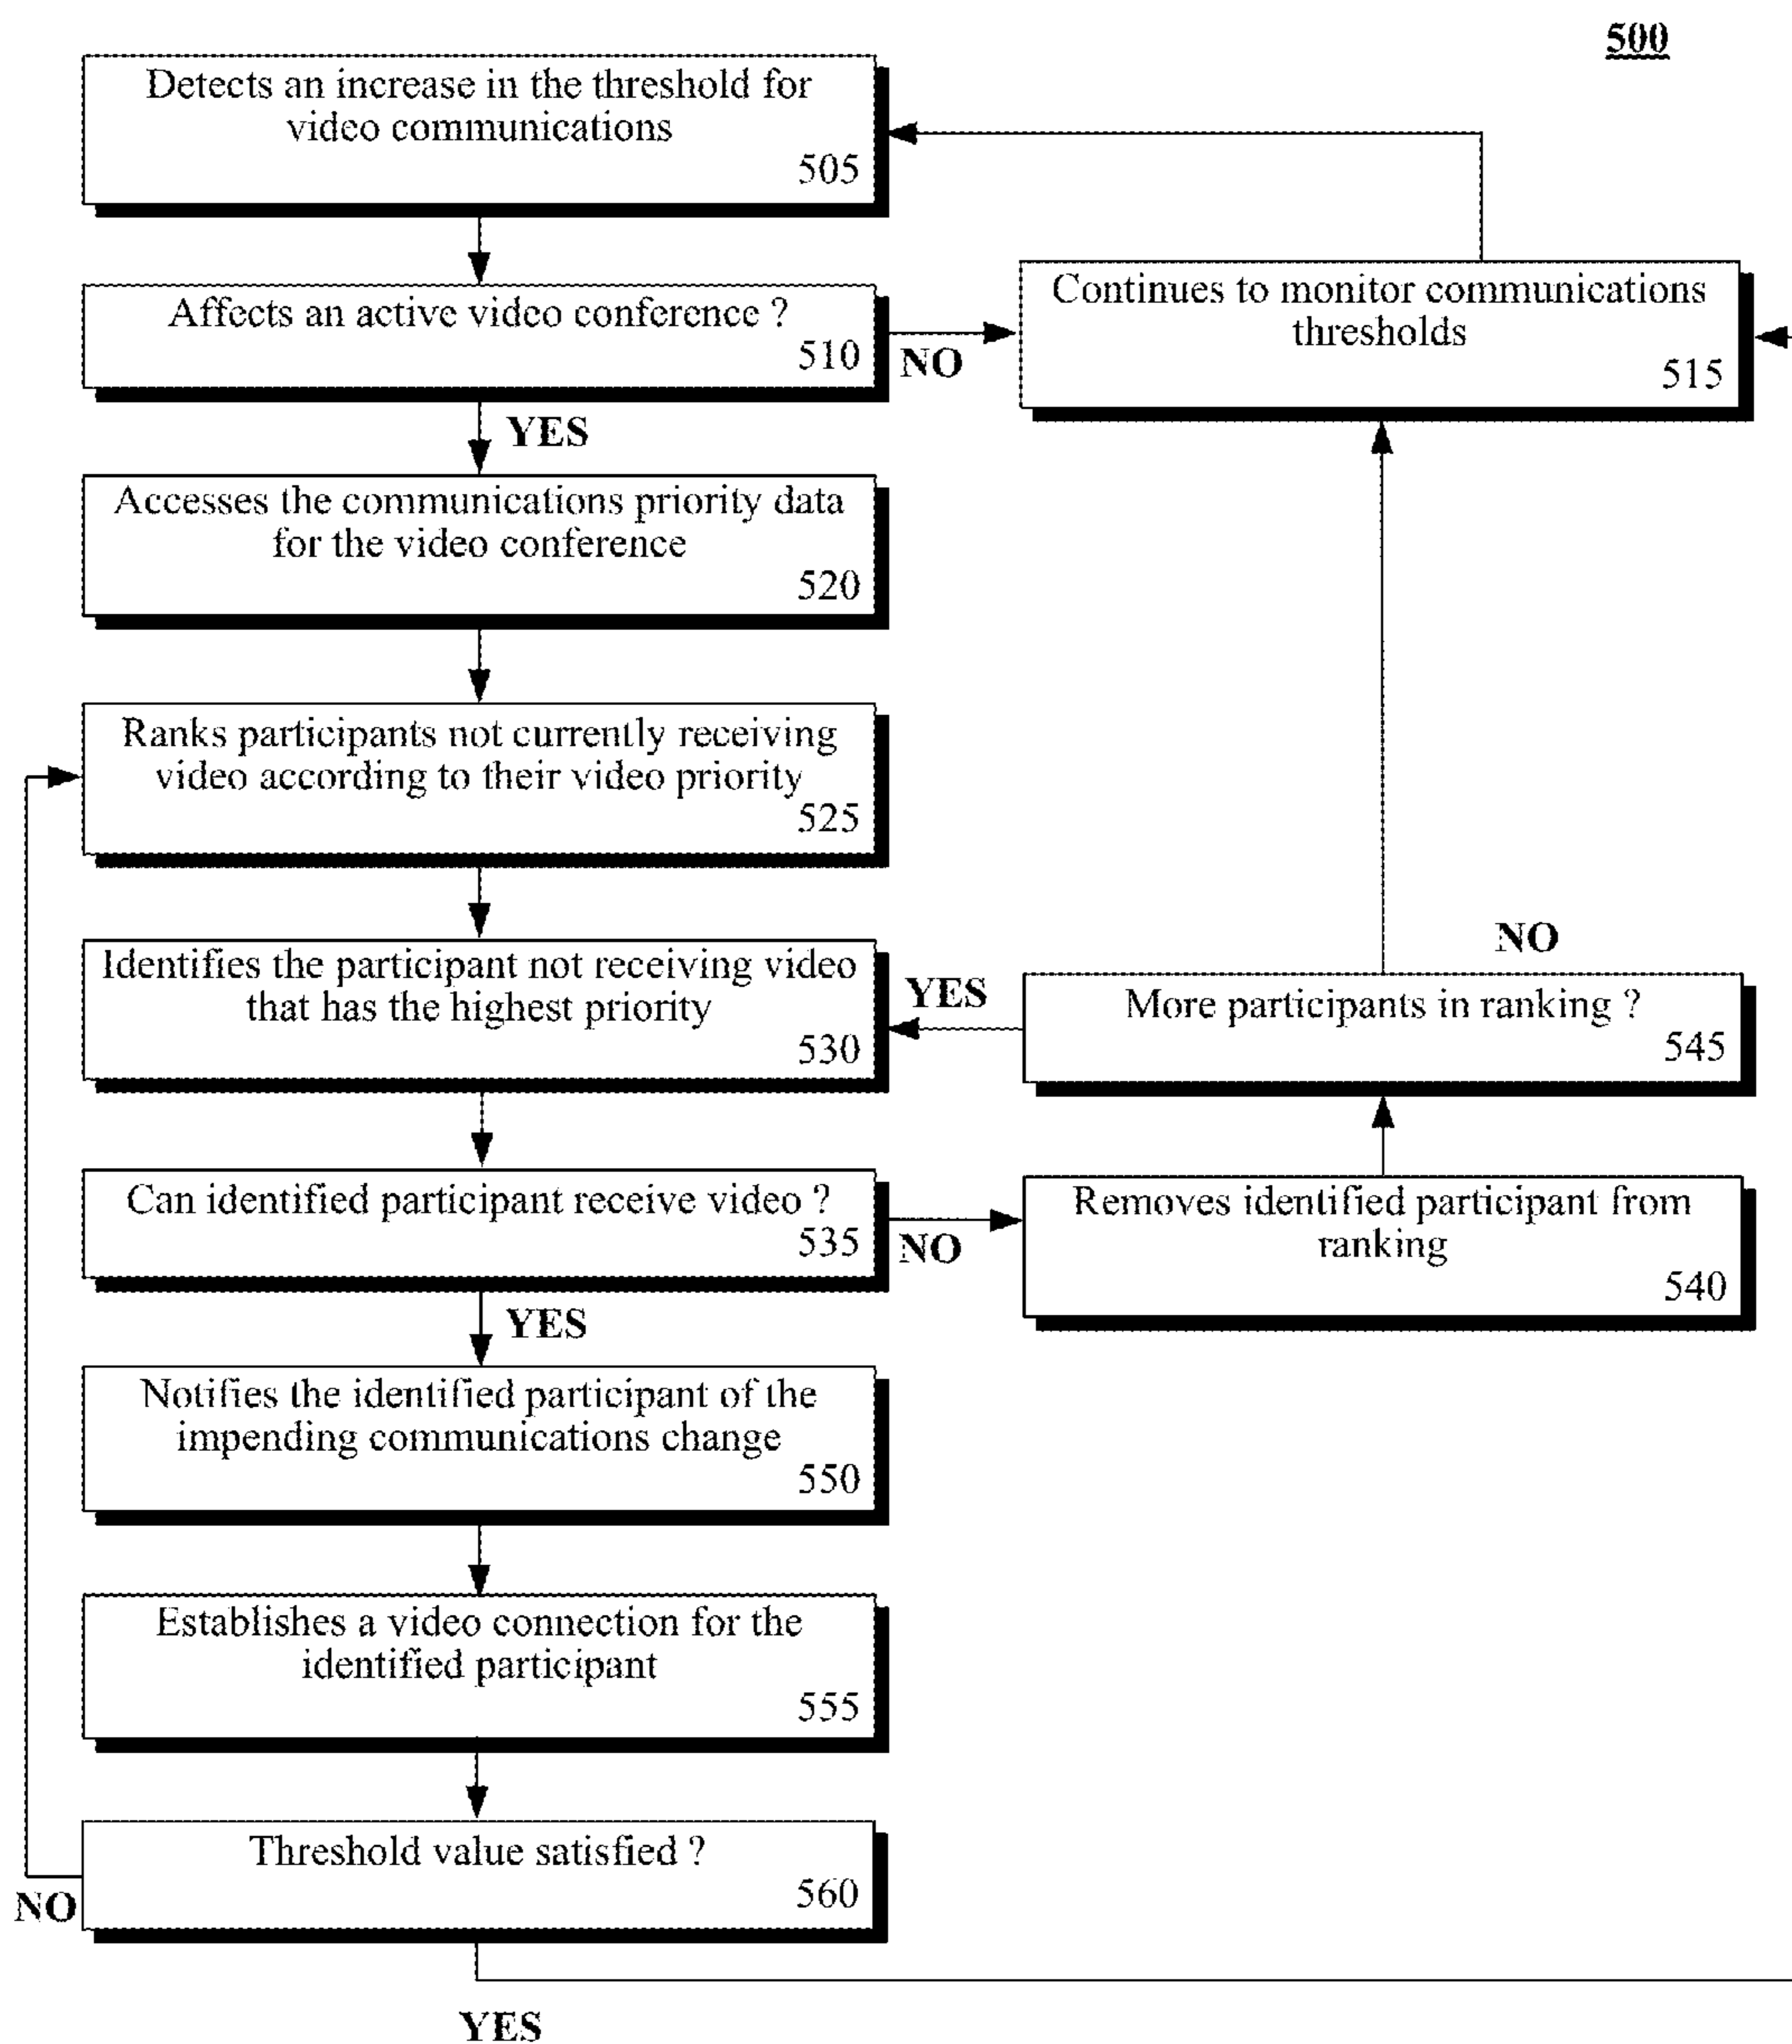 500
Detects an increase in the threshold for
video communications
505
Affects an active video conference ?
510
NO
Continues to monitor communications
thresholds
515
YES
Accesses the communications priority data
for the video conference
520
Ranks participants not currently receiving
video according to their video priority
525
Identifies the participant not receiving video
that has the highest priority
530
YES
NO
More participants in ranking ?
545
Can identified participant receive video ?
535
NO
Removes identified participant from
ranking
540
YES
Notifies the identified participant of the
impending communications change
550
Establishes a video connection for the
identified participant
555
Threshold value satisfied ?
560
NO
YES